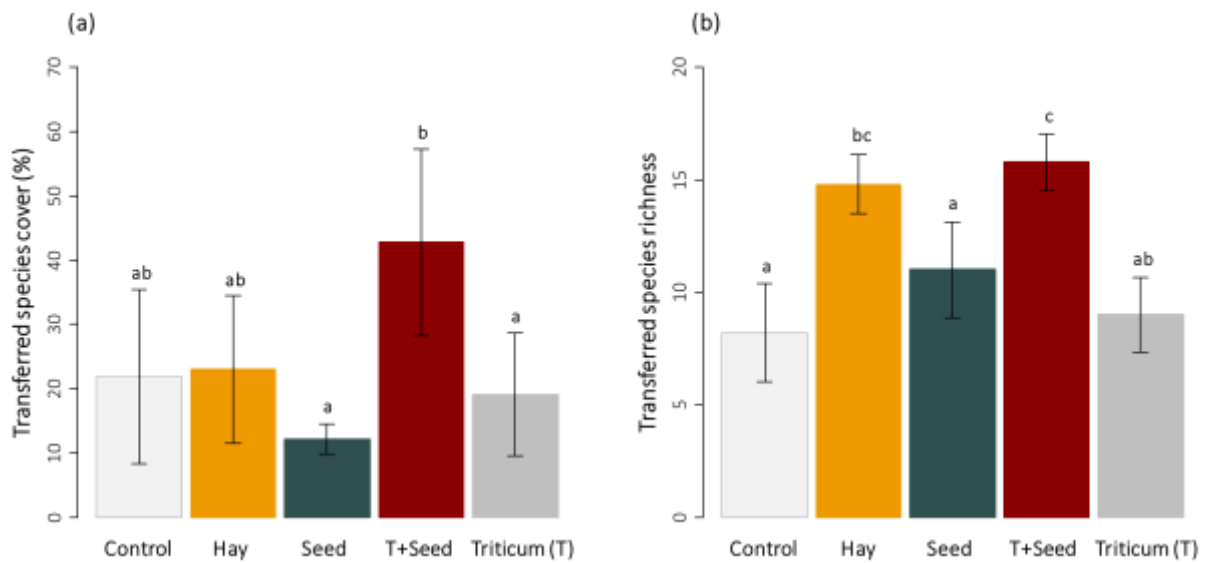 (a)
Transferred species cover (%)
70
60
50
40
30
20
10
0
ab
ab
a
b
a
Control Hay Seed T+Seed Triticum (T)
(b)
Transferred species richness
20
15
10
5
0
a
bc
a
c
ab
Control Hay Seed T+Seed Triticum (T)